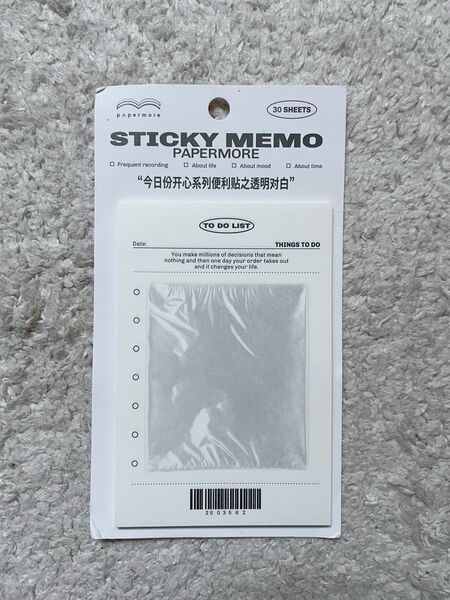 papermore
30 SHEETS
STICKY MEMO
PAPERMORE
Frequent recording About life About mood About time
“今日份开心系列便利贴之透明对白”
TO DO LIST
Date: THINGS TO DO
You make millions of decisions that mean
nothing and then one day your order takes out
and it changes your life.
2503562